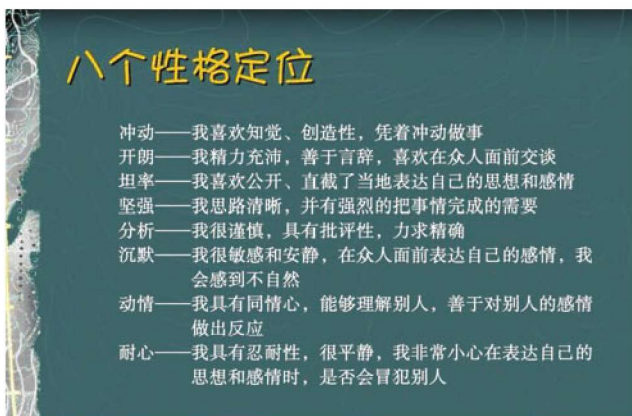 八个性格定位
冲动——我喜欢知觉、创造性，凭着冲动做事
开朗——我精力充沛，善于言辞，喜欢在众人面前交谈
坦率——我喜欢公开、直截了当地表达自己的思想和感情
坚强——我思路清晰，并有强烈的把事情完成的需要
分析——我很谨慎，具有批评性，力求精确
沉默——我很敏感和安静，在众人面前表达自己的感情，我
会感到不自然
动情——我具有同情心，能够理解别人，善于对别人的感情
做出反应
耐心——我具有忍耐性，很平静，我非常小心在表达自己的
思想和感情时，是否会冒犯别人